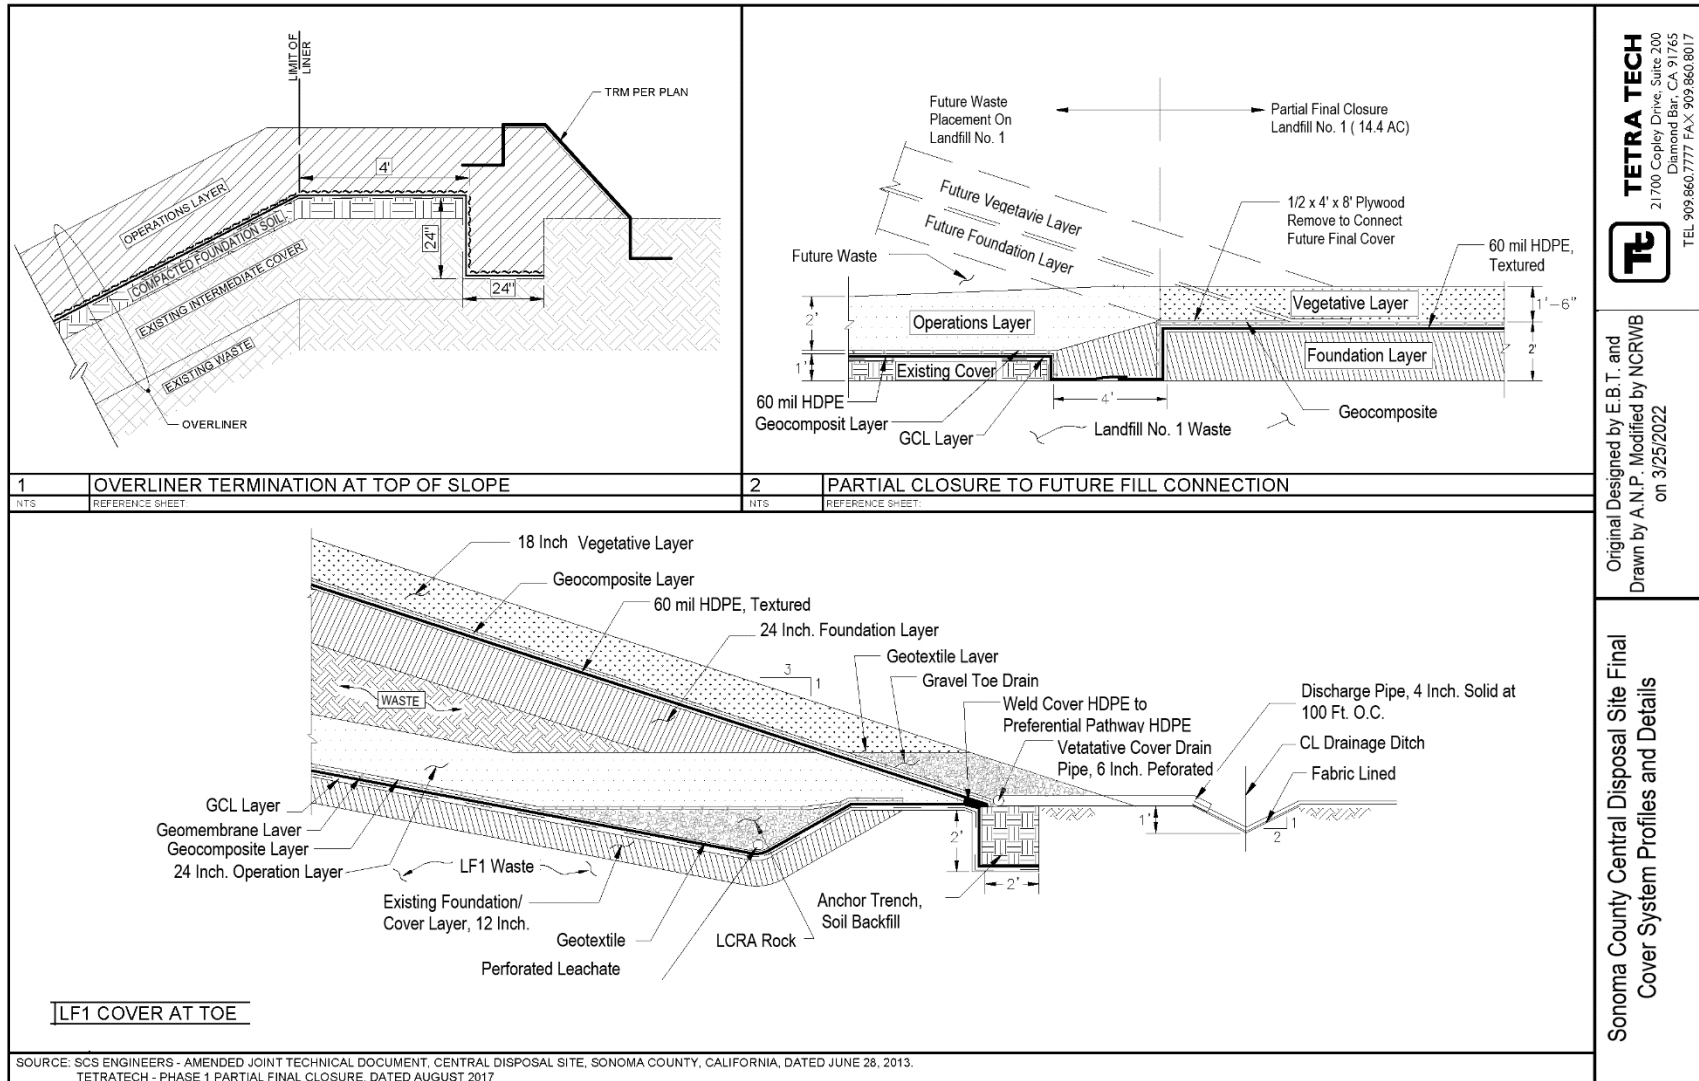 LIMIT OF
LINER
TRM PER PLAN
4'
OPERATIONS LAYER
COMPACTED FOUNDATION SOIL
24"
24"
EXISTING INTERMEDIATE COVER
EXISTING WASTE
OVERLINER
1 OVERLINER TERMINATION AT TOP OF SLOPE
NTS REFERENCE SHEET:
Future Waste
Placement On
Landfill No. 1
Partial Final Closure
Landfill No. 1 ( 14.4 AC)
Future Vegetavie Layer
Future Foundation Layer
1/2 x 4' x 8' Plywood
Remove to Connect
Future Final Cover
60 mil HDPE,
Textured
Future Waste
Vegetative Layer
1'-6"
2'
Operations Layer
Foundation Layer
2'
1'
Existing Cover
60 mil HDPE
4'
Geocomposite
Geocomposit Layer
GCL Layer
Landfill No. 1 Waste
2 PARTIAL CLOSURE TO FUTURE FILL CONNECTION
NTS REFERENCE SHEET:
18 Inch Vegetative Layer
Geocomposite Layer
60 mil HDPE, Textured
24 Inch. Foundation Layer
Geotextile Layer
3
1
Gravel Toe Drain
Weld Cover HDPE to
Preferential Pathway HDPE
Vetatative Cover Drain
Pipe, 6 Inch. Peforated
Discharge Pipe, 4 Inch. Solid at
100 Ft. O.C.
CL Drainage Ditch
Fabric Lined
WASTE
GCL Layer
Geomembrane Layer
Geocomposite Layer
24 Inch. Operation Layer
LF1 Waste
Existing Foundation/
Cover Layer, 12 Inch.
Geotextile
Perforated Leachate
LCRA Rock
Anchor Trench,
Soil Backfill
2'
2'
1'
1
2
LF1 COVER AT TOE
SOURCE: SCS ENGINEERS - AMENDED JOINT TECHNICAL DOCUMENT, CENTRAL DISPOSAL SITE, SONOMA COUNTY, CALIFORNIA, DATED JUNE 28, 2013.
TETRATECH - PHASE 1 PARTIAL FINAL CLOSURE, DATED AUGUST 2017
Tt
TETRA TECH
21700 Copley Drive, Suite 200
Diamond Bar, CA 91765
TEL 909.860.7777 FAX 909.860.8017
Original Designed by E.B.T. and
Drawn by A.N.P. Modified by NCRWB
on 3/25/2022
Sonoma County Central Disposal Site Final
Cover System Profiles and Details